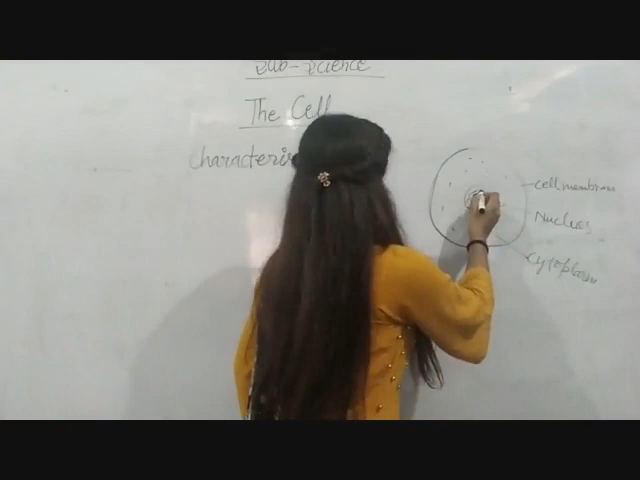 Sub-Science
The Cell
Cell membrane
Nucleus
Cytoplasm